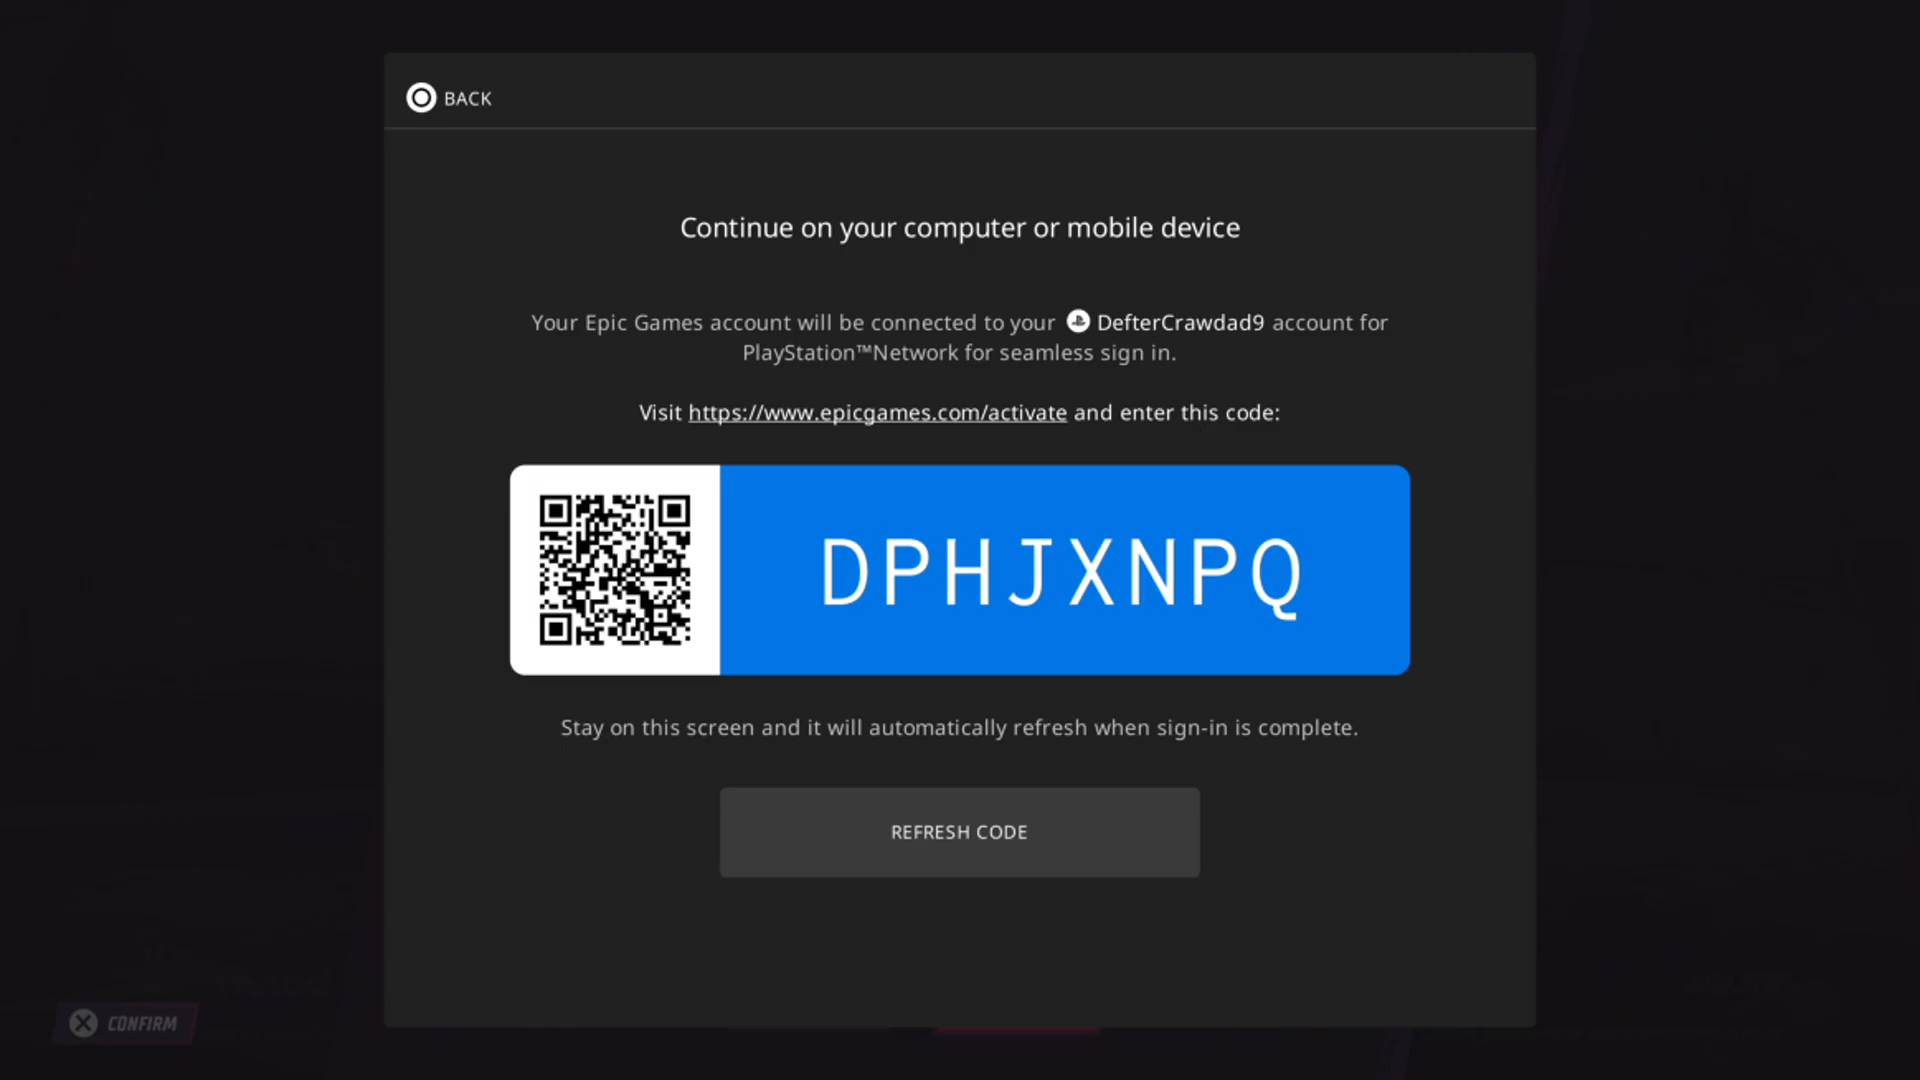 BACK
Continue on your computer or mobile device
Your Epic Games account will be connected to your DefterCrawdad9 account for
PlayStation™Network for seamless sign in.
Visit https://www.epicgames.com/activate and enter this code:
DPHJXNPQ
Stay on this screen and it will automatically refresh when sign-in is complete.
REFRESH CODE
CONFIRM